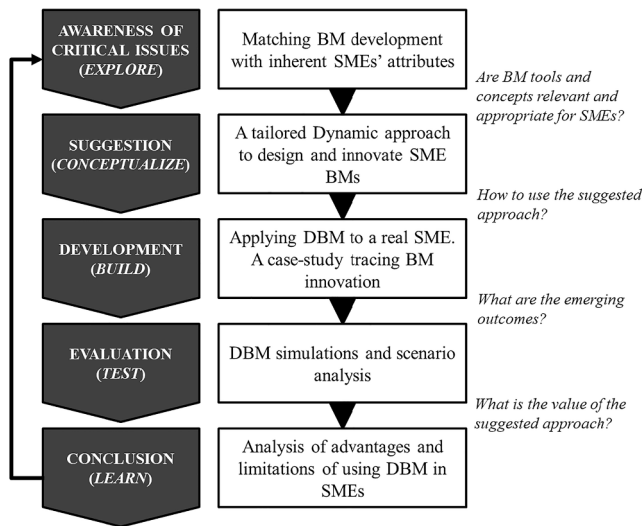 AWARENESS OF
CRITICAL ISSUES
(EXPLORE)
Matching BM development
with inherent SMEs' attributes
Are BM tools and
concepts relevant and
appropriate for SMEs?
SUGGESTION
(CONCEPTUALIZE)
A tailored Dynamic approach
to design and innovate SME
BMs
How to use the suggested
approach?
DEVELOPMENT
(BUILD)
Applying DBM to a real SME.
A case-study tracing BM
innovation
What are the emerging
outcomes?
EVALUATION
(TEST)
DBM simulations and scenario
analysis
What is the value of the
suggested approach?
CONCLUSION
(LEARN)
Analysis of advantages and
limitations of using DBM in
SMEs